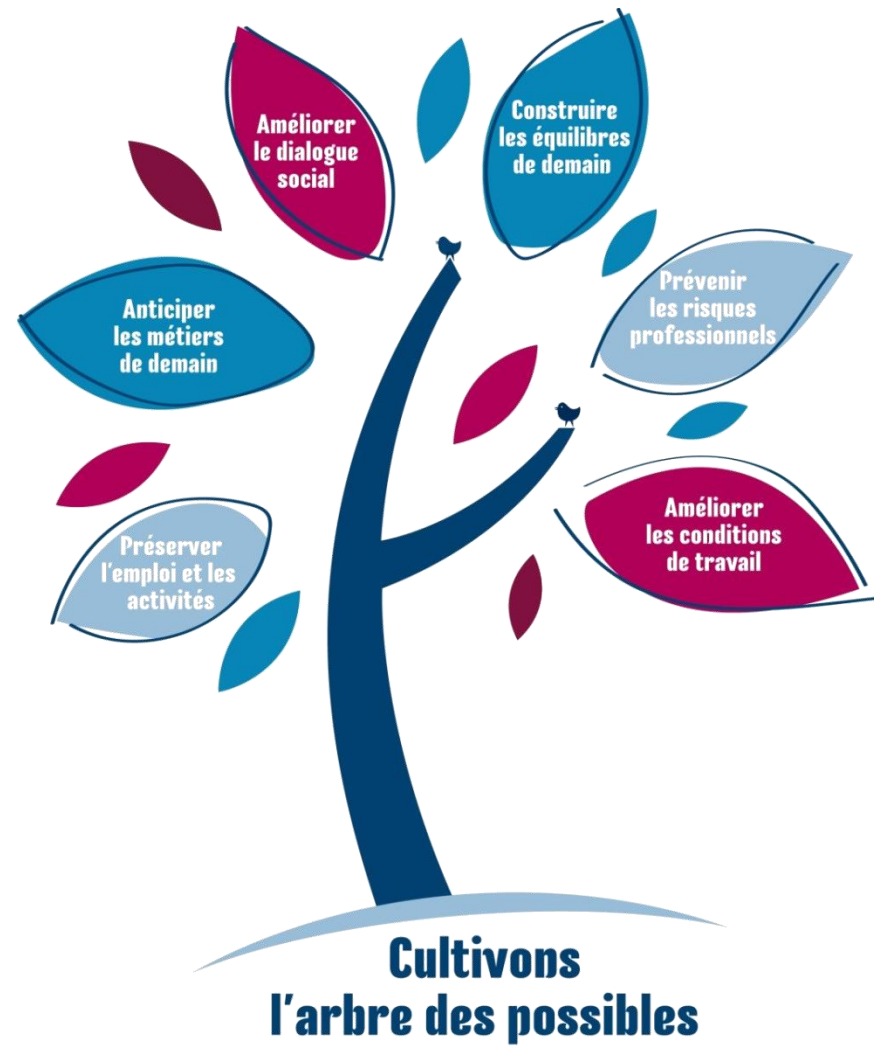 Améliorer
le dialogue
social
Construire
les équilibres
de demain
Anticiper
les métiers
de demain
Prévenir
les risques
professionnels
Préserver
l'emploi et les
activités
Améliorer
les conditions
de travail
Cultivons
l'arbre des possibles